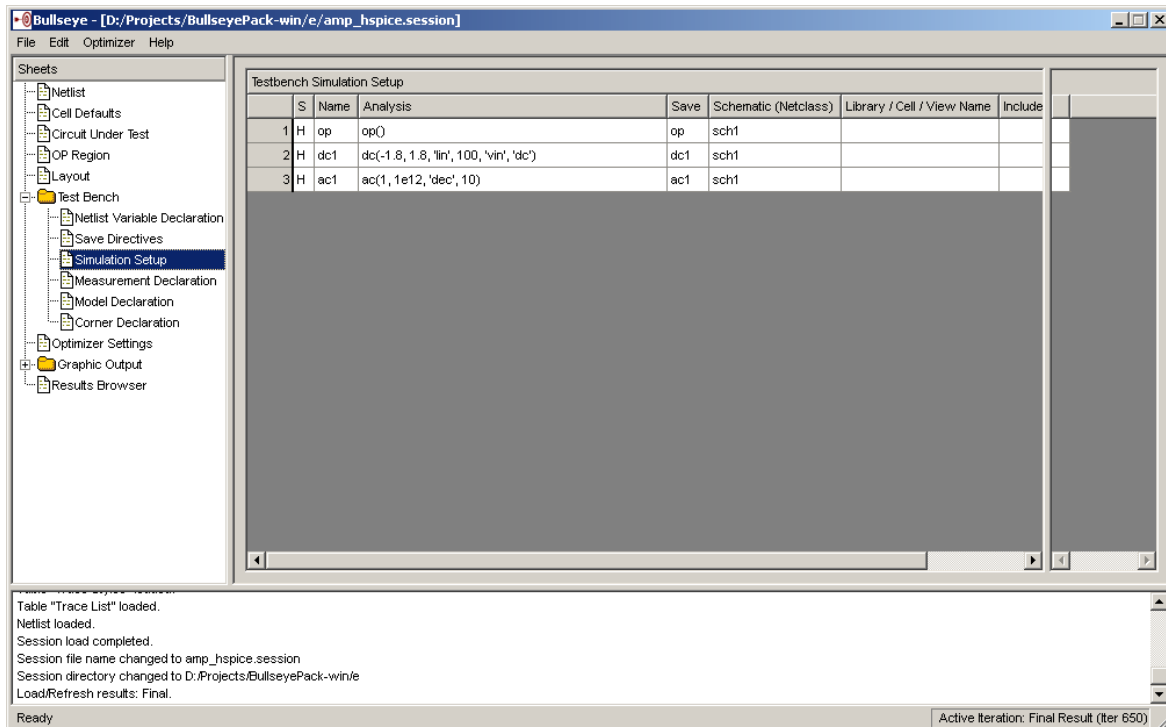 Bullseye - [D:/Projects/BullseyePack-win/e/amp_hspice.session]
File Edit Optimizer Help
Sheets
Netlist
Cell Defaults
Circuit Under Test
OP Region
Layout
Test Bench
Netlist Variable Declaration
Save Directives
Simulation Setup
Measurement Declaration
Model Declaration
Corner Declaration
Optimizer Settings
Graphic Output
Results Browser
Testbench Simulation Setup
S Name Analysis Save Schematic (Netclass) Library / Cell / View Name Include
1 H op op() op sch1
2 H dc1 dc(-1.8, 1.8, 'lin', 100, 'vin', 'dc') dc1 sch1
3 H ac1 ac(1, 1e12, 'dec', 10) ac1 sch1
Table "Trace List" loaded.
Netlist loaded.
Session load completed.
Session file name changed to amp_hspice.session
Session directory changed to D:/Projects/BullseyePack-win/e
Load/Refresh results: Final.
Ready Active Iteration: Final Result (Iter 650)